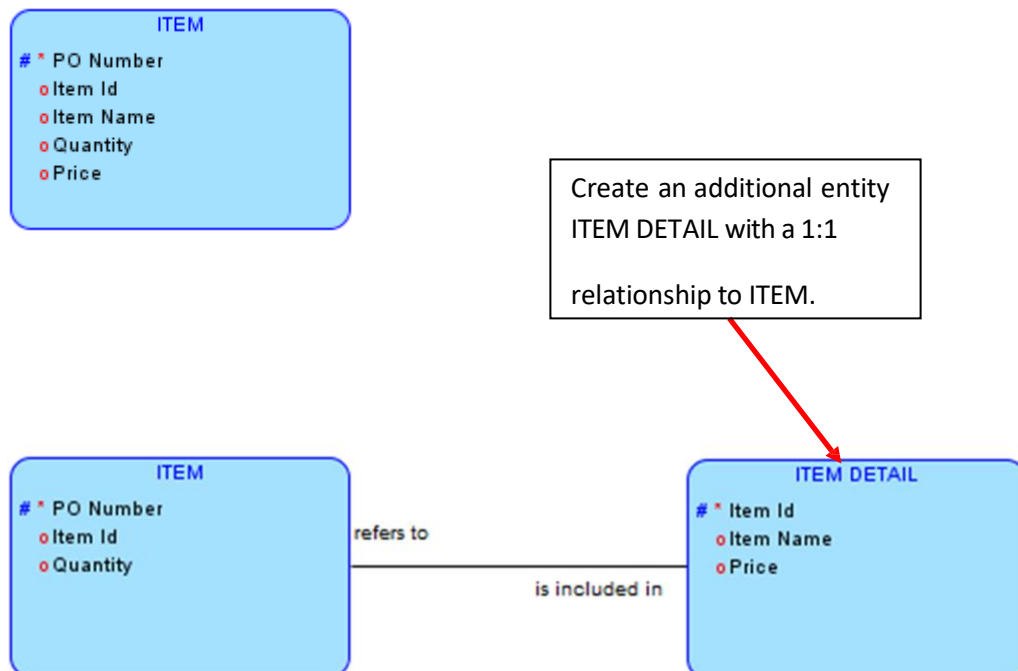 ITEM
# * PO Number
o Item Id
o Item Name
o Quantity
o Price
Create an additional entity
ITEM DETAIL with a 1:1
relationship to ITEM.
ITEM
# * PO Number
o Item Id
o Quantity
refers to
is included in
ITEM DETAIL
# * Item Id
o Item Name
o Price